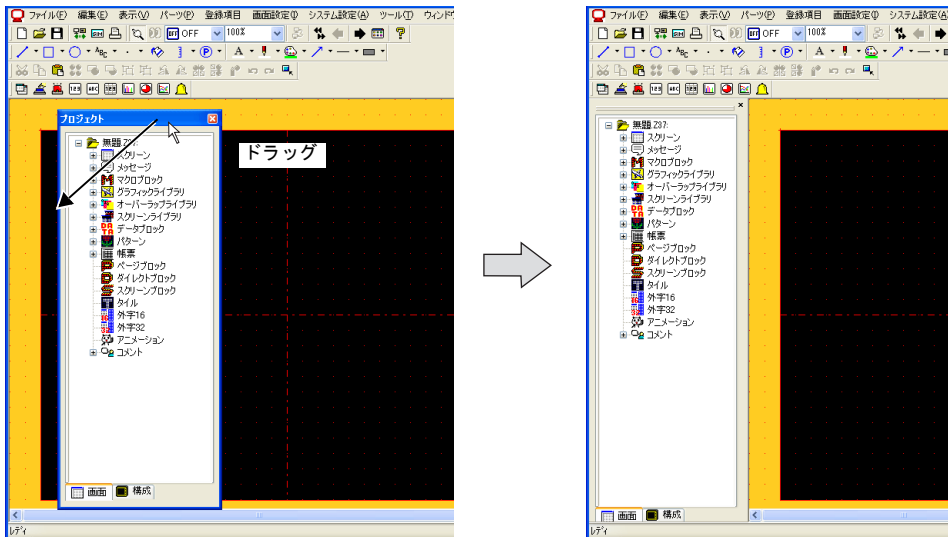 ファイル(F) 編集(E) 表示(V) パーツ(P) 登録項目 画面設定 システム設定(A) ツール(T) ウィンドウ
OFF 100%
ABC P A
123 ABC 123
プロジェクト
ドラッグ
無題.Z37:
スクリーン
メッセージ
マクロブロック
グラフィックライブラリ
オーバーラップライブラリ
スクリーンライブラリ
データブロック
パターン
帳票
ページブロック
ダイレクトブロック
スクリーンブロック
タイル
外字16
外字32
アニメーション
コメント
画面 構成
レディ
ファイル(F) 編集(E) 表示(V) パーツ(P) 登録項目 画面設定 システム設定(A)
OFF 100%
ABC P A
123 ABC 123
無題.Z37:
スクリーン
メッセージ
マクロブロック
グラフィックライブラリ
オーバーラップライブラリ
スクリーンライブラリ
データブロック
パターン
帳票
ページブロック
ダイレクトブロック
スクリーンブロック
タイル
外字16
外字32
アニメーション
コメント
画面 構成
レディ